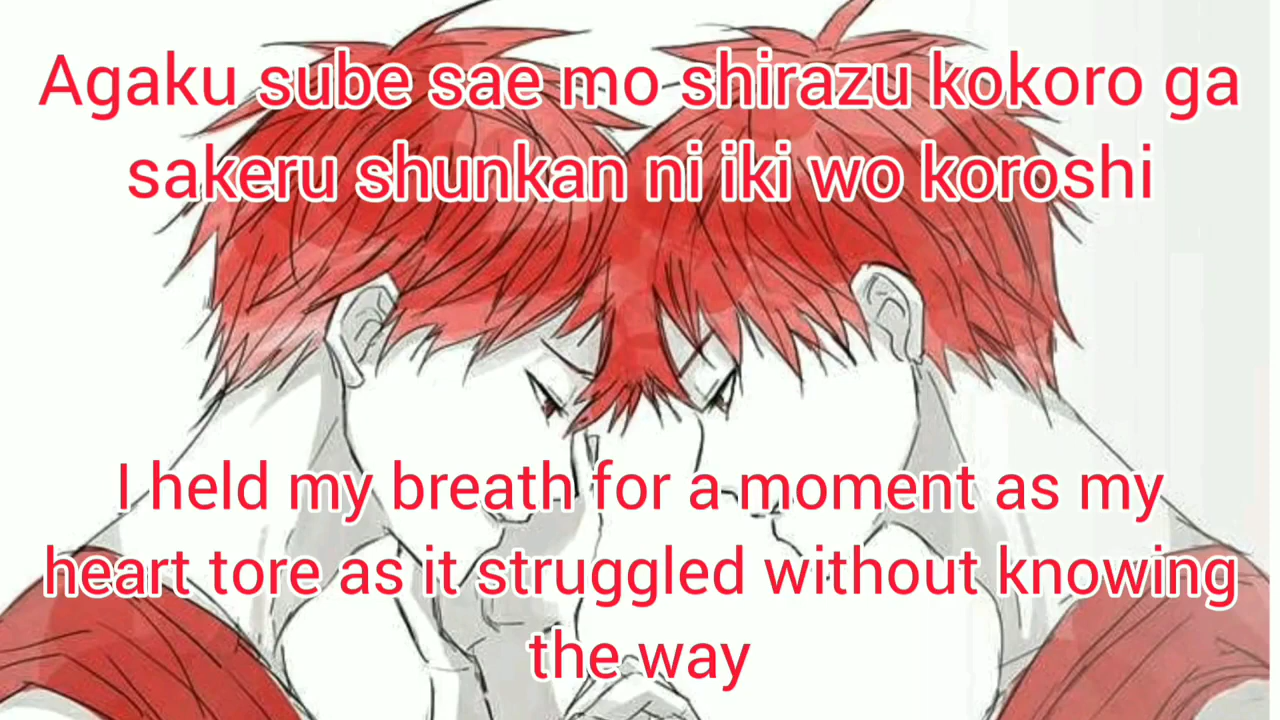 Agaku sube sae mo shirazu kokoro ga
sakeru shunkan ni iki wo koroshi
I held my breath for a moment as my
heart tore as it struggled without knowing
the way